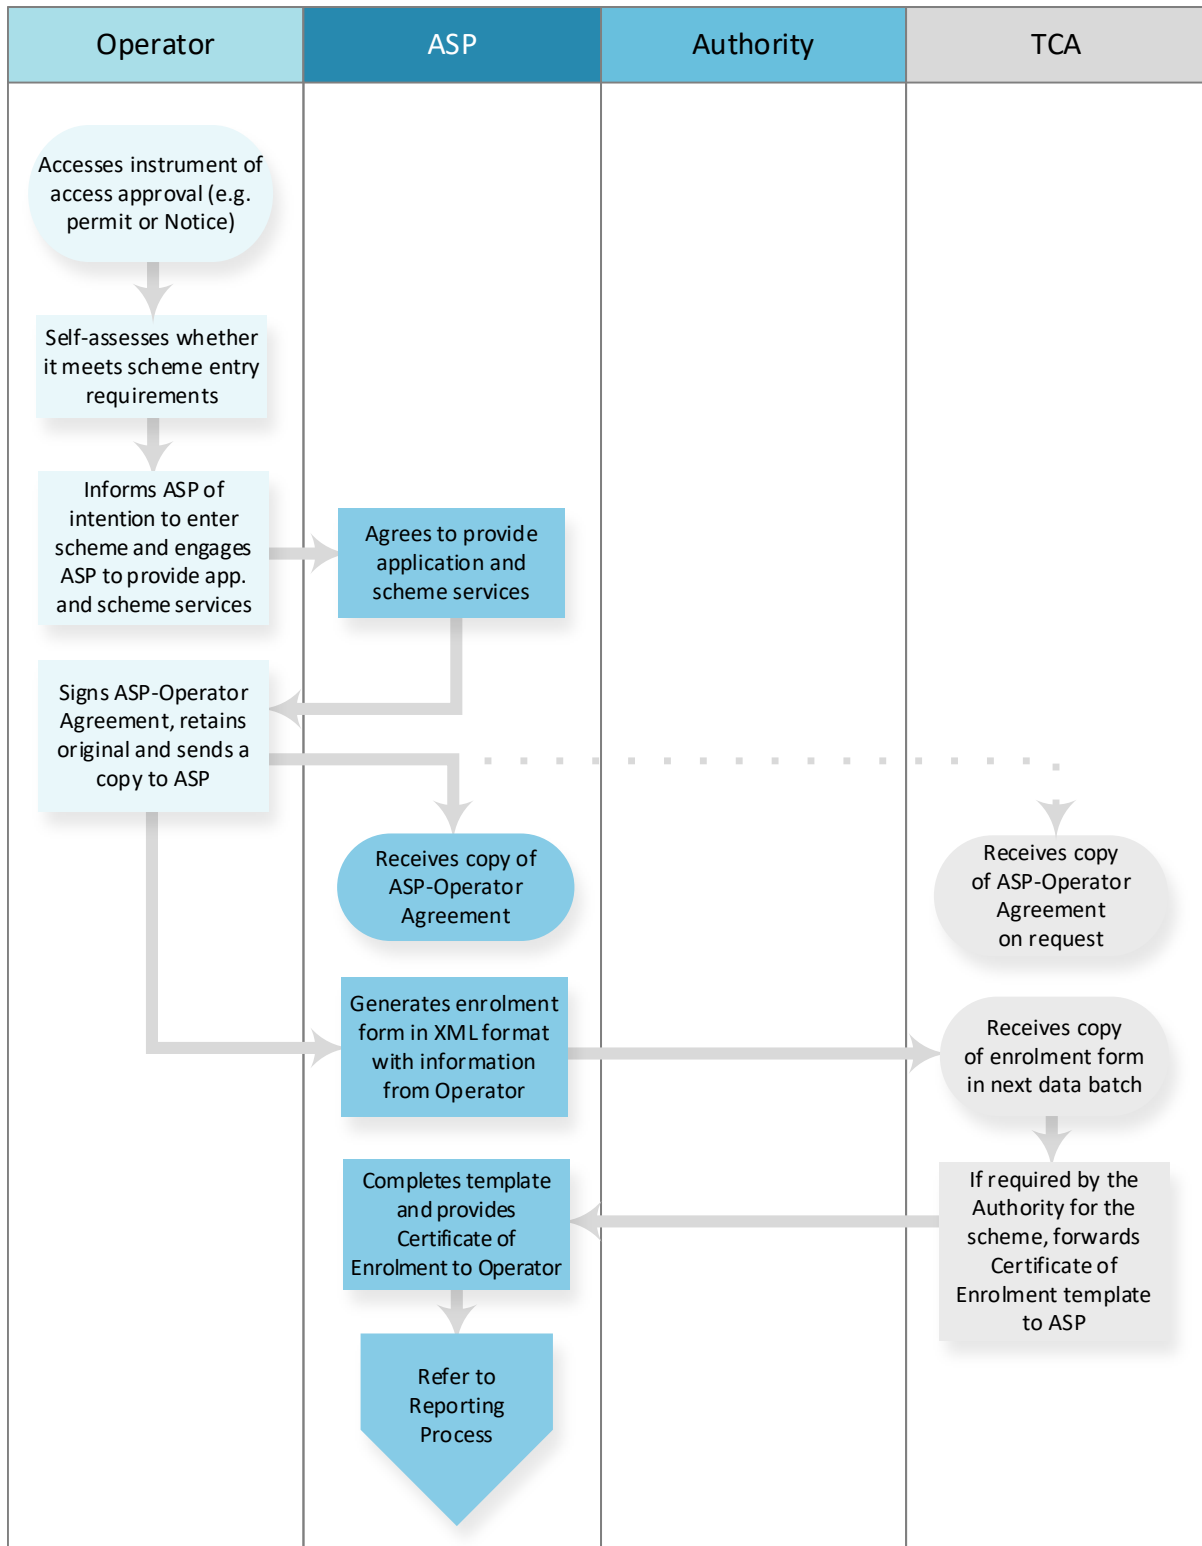 Operator
ASP
Authority
TCA
Accesses instrument of
access approval (e.g.
permit or Notice)
Self-assesses whether
it meets scheme entry
requirements
Informs ASP of
intention to enter
scheme and engages
ASP to provide app.
and scheme services
Agrees to provide
application and
scheme services
Signs ASP-Operator
Agreement, retains
original and sends a
copy to ASP
Receives copy of
ASP-Operator
Agreement
Receives copy
of ASP-Operator
Agreement
on request
Generates enrolment
form in XML format
with information
from Operator
Receives copy
of enrolment form
in next data batch
If required by the
Authority for the
scheme, forwards
Certificate of
Enrolment template
to ASP
Completes template
and provides
Certificate of
Enrolment to Operator
Refer to
Reporting
Process